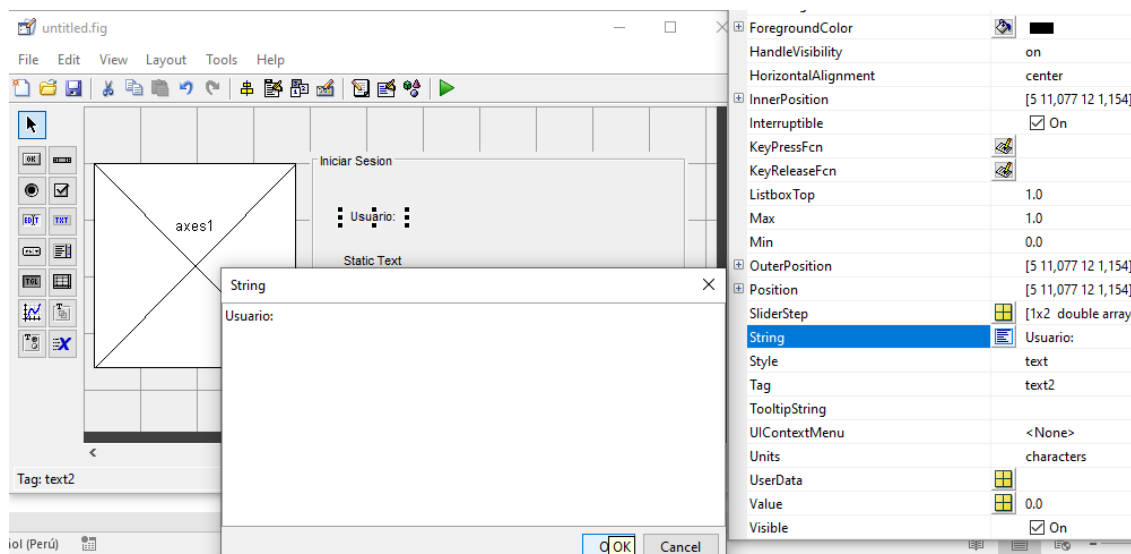 untitled.fig
File Edit View Layout Tools Help
OK
EDIT TXT
TGL
axes1
Iniciar Sesion
Usuario:
Static Text
Tag: text2
String
Usuario:
OK Cancel
ForegroundColor
HandleVisibility on
HorizontalAlignment center
InnerPosition [5 11,077 12 1,154]
Interruptible On
KeyPressFcn
KeyReleaseFcn
ListboxTop 1.0
Max 1.0
Min 0.0
OuterPosition [5 11,077 12 1,154]
Position [5 11,077 12 1,154]
SliderStep [1x2 double array
String Usuario:
Style text
Tag text2
TooltipString
UIContextMenu <None>
Units characters
UserData
Value 0.0
Visible On
(Perú)